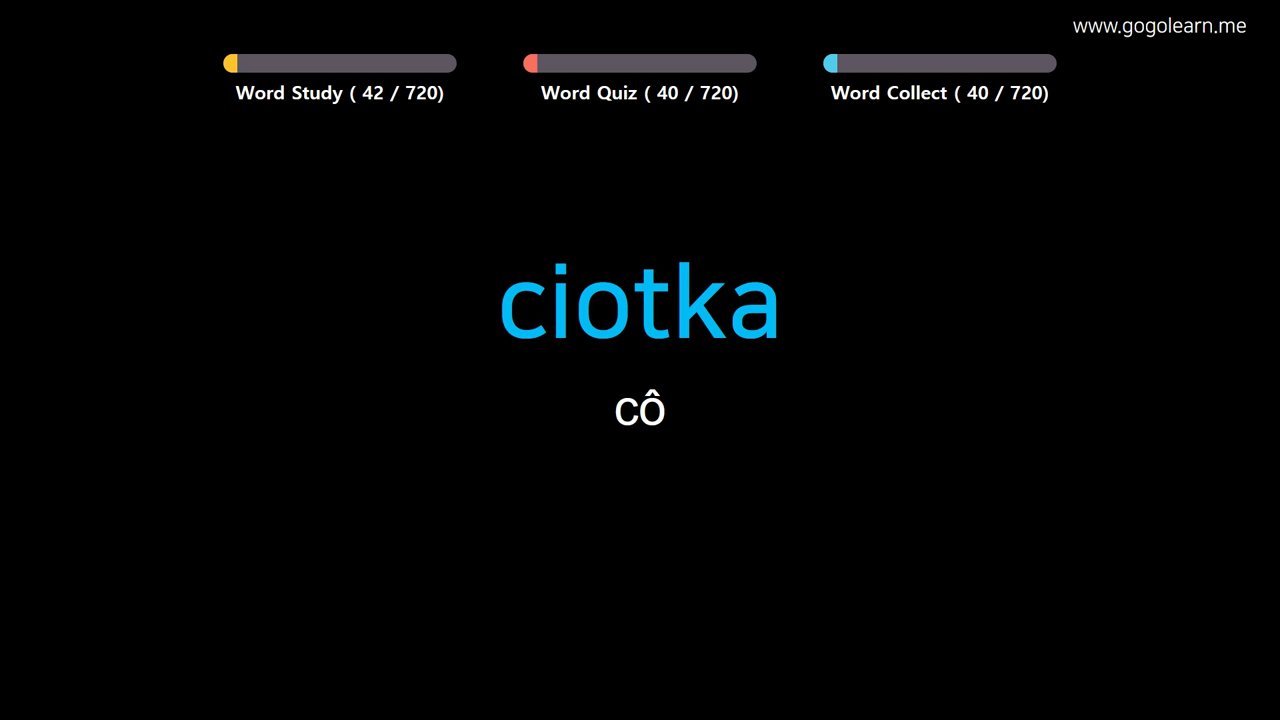 www.gogolearn.me
Word Study ( 42 / 720)
Word Quiz ( 40 / 720)
Word Collect ( 40 / 720)
ciotka
cô